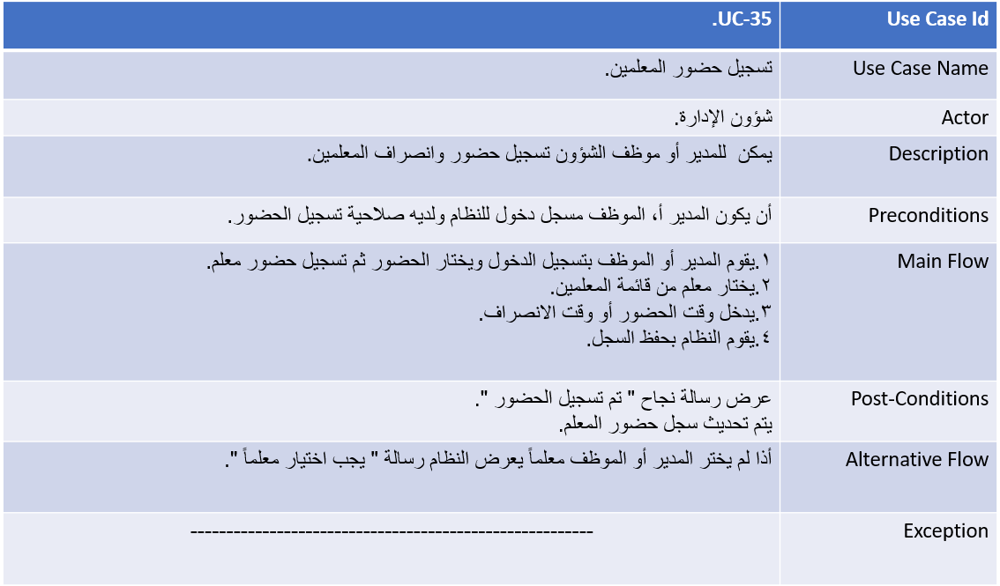 Use Case Id UC-35.
Use Case Name تسجيل حضور المعلمين.
Actor شؤون الإدارة.
Description يمكن للمدير أو موظف الشؤون تسجيل حضور وانصراف المعلمين.
Preconditions أن يكون المدير أ، الموظف مسجل دخول للنظام ولديه صلاحية تسجيل الحضور.
Main Flow ١.يقوم المدير أو الموظف بتسجيل الدخول ويختار الحضور ثم تسجيل حضور معلم.
٢.يختار معلم من قائمة المعلمين.
٣.يدخل وقت الحضور أو وقت الانصراف.
٤.يقوم النظام بحفظ السجل.
Post-Conditions عرض رسالة نجاح " تم تسجيل الحضور ".
يتم تحديث سجل حضور المعلم.
Alternative Flow أذا لم يختر المدير أو الموظف معلماً يعرض النظام رسالة " يجب اختيار معلماً ".
Exception --------------------------------------------------------